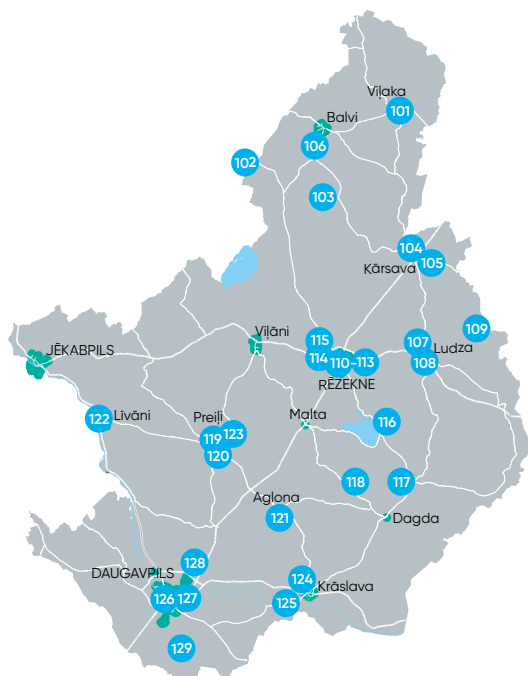 Viļaka
101
Balvi
106
102
103
104
Kārsava
105
109
115
107
Viļāni
Ludza
JĒKABPILS
114
110-113
108
RĒZEKNE
122
Līvāni
Preiļi
Malta
116
119
123
120
118
117
Aglona
121
Dagda
128
DAUGAVPILS
124
Krāslava
126
127
125
129